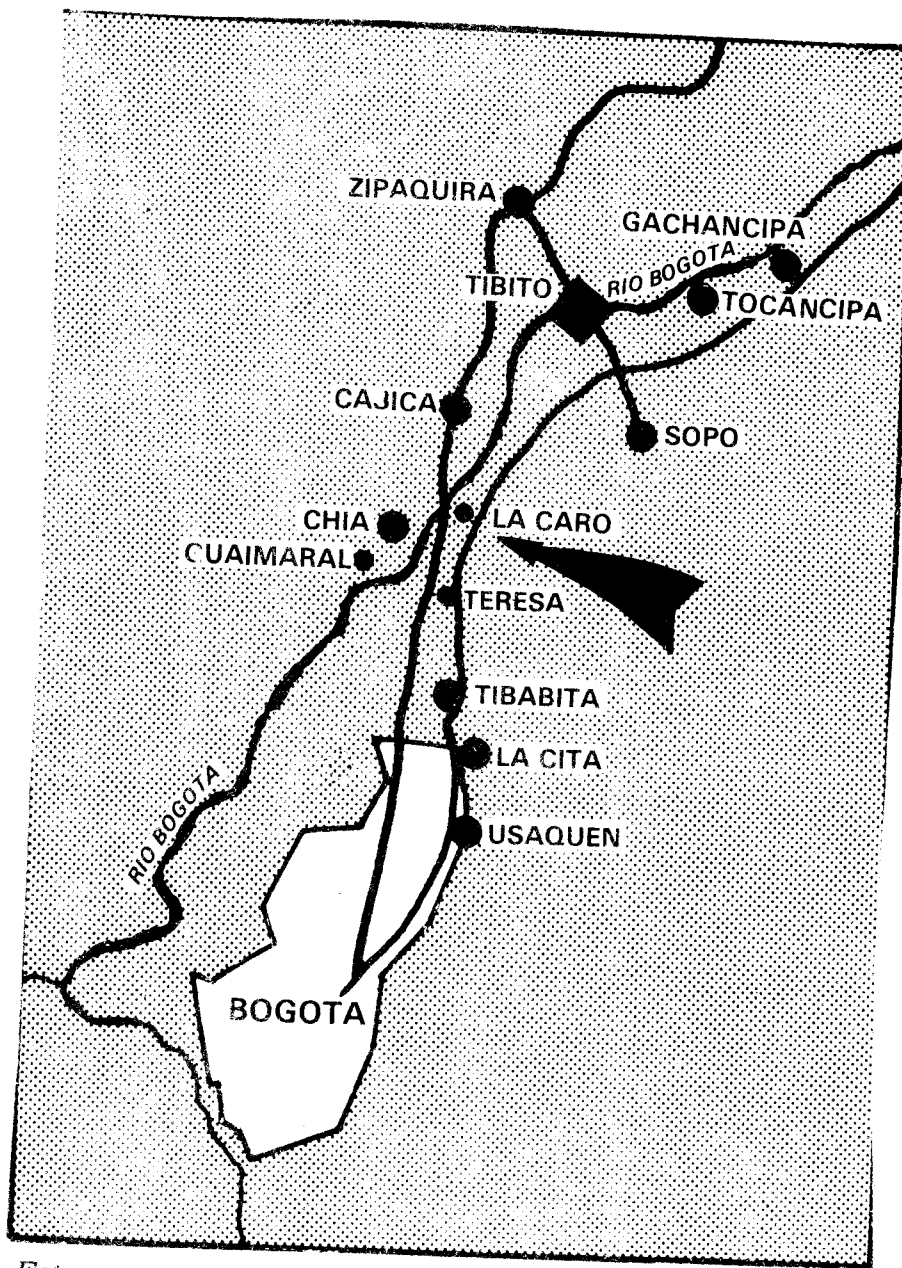 ZIPAQUIRA
GACHANCIPA
TIBITO
RIO BOGOTA
TOCANCIPA
CAJICA
SOPO
CHIA
LA CARO
CUAIMARAL
TERESA
TIBABITA
LA CITA
RIO BOGOTA
USAQUEN
BOGOTA